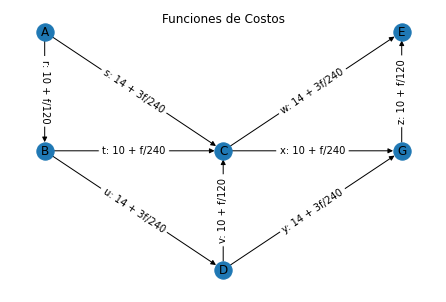 Funciones de Costos
A
E
r: 10 + f/120
s: 14 + 3f/240
w: 14 + 3f/240
z: 10 + f/120
B
t: 10 + f/240
C
x: 10 + f/240
G
u: 14 + 3f/240
v: 10 + f/120
y: 14 + 3f/240
D